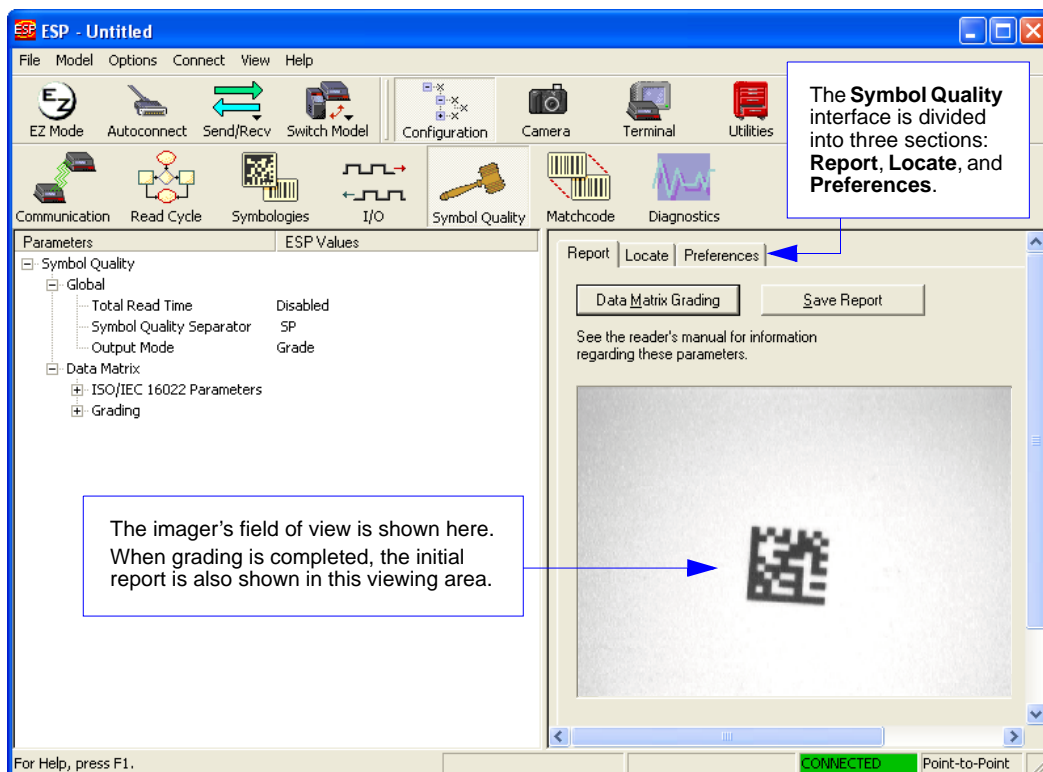 ESP - Untitled
File Model Options Connect View Help
EZ Mode Autoconnect Send/Recv Switch Model Configuration Camera Terminal Utilities
The Symbol Quality
interface is divided
into three sections:
Report, Locate, and
Preferences.
Communication Read Cycle Symbologies I/O Symbol Quality Matchcode Diagnostics
Parameters ESP Values
Symbol Quality
Global
Total Read Time Disabled
Symbol Quality Separator SP
Output Mode Grade
Data Matrix
ISO/IEC 16022 Parameters
Grading
Report Locate Preferences
Data Matrix Grading Save Report
See the reader's manual for information
regarding these parameters.
The imager's field of view is shown here.
When grading is completed, the initial
report is also shown in this viewing area.
For Help, press F1. CONNECTED Point-to-Point